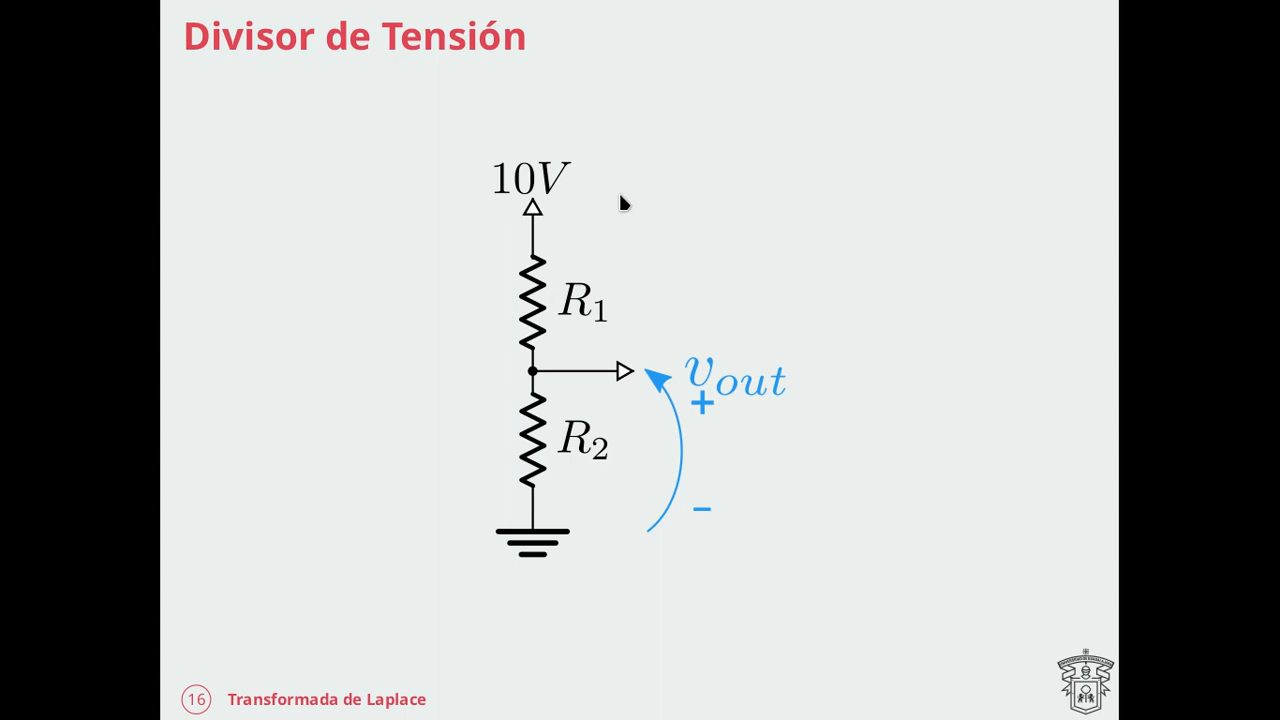 Divisor de Tensión
10V
R1
vout
+
R2
–
16 Transformada de Laplace